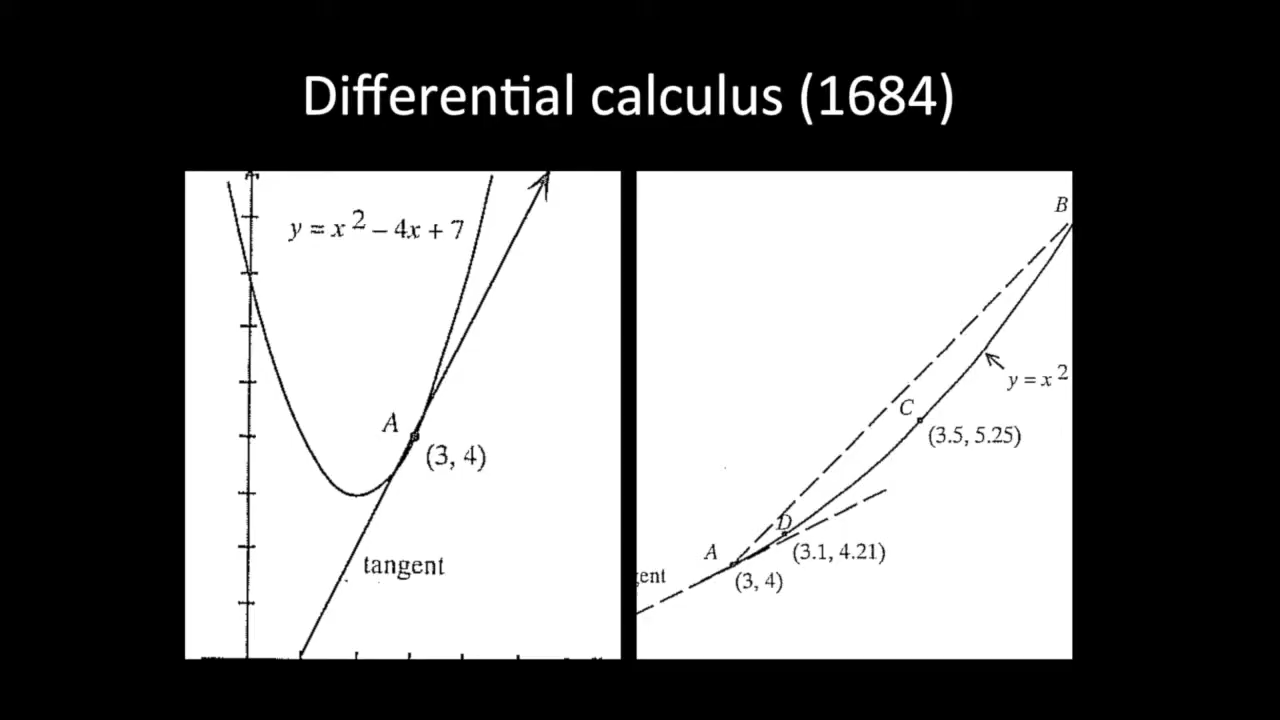 Differential calculus (1684)
y = x² – 4x + 7
A
(3, 4)
tangent
B
y = x²
C
(3.5, 5.25)
D
(3.1, 4.21)
A
(3, 4)
gent